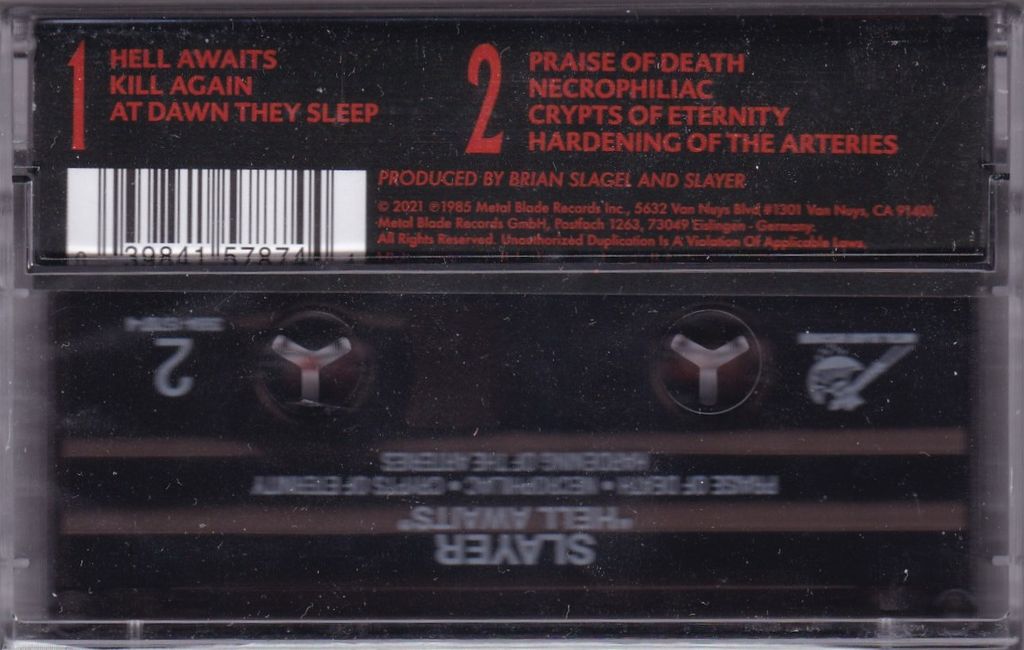 1
HELL AWAITS
KILL AGAIN
AT DAWN THEY SLEEP
2
PRAISE OF DEATH
NECROPHILIAC
CRYPTS OF ETERNITY
HARDENING OF THE ARTERIES
PRODUCED BY BRIAN SLAGEL AND SLAYER
© 2021 ℗1985 Metal Blade Records Inc., 5632 Van Nuys Blvd #1301 Van Nuys, CA 91401.
Metal Blade Records GmbH, Postfach 1263, 73049 Eislingen - Germany.
All Rights Reserved. Unauthorized Duplication Is A Violation Of Applicable Laws.
39841 57874
SLAYER
"HELL AWAITS"
PRAISE OF DEATH • NECROPHILIAC • CRYPTS OF ETERNITY
HARDENING OF THE ARTERIES
2